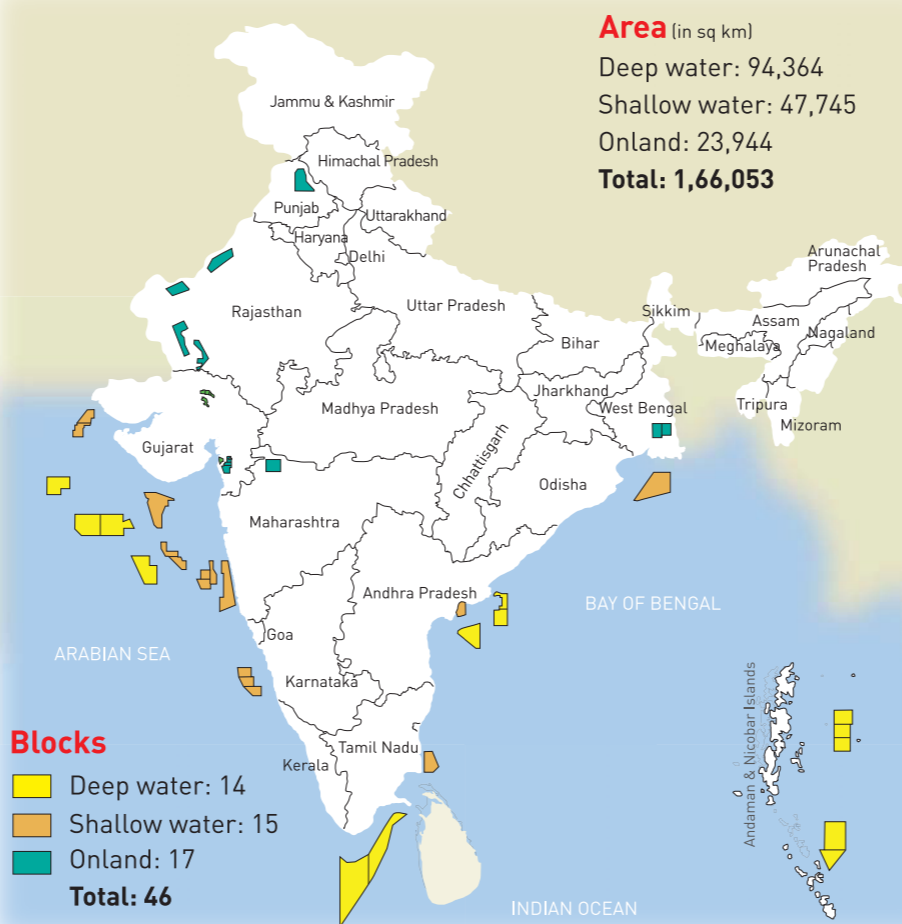 Area (in sq km)
Deep water: 94,364
Shallow water: 47,745
Onland: 23,944
Total: 1,66,053
Jammu & Kashmir
Himachal Pradesh
Punjab
Uttarakhand
Haryana
Delhi
Arunachal
Pradesh
Rajasthan
Uttar Pradesh
Sikkim
Assam
Nagaland
Bihar
Meghalaya
Jharkhand
Madhya Pradesh
West Bengal
Tripura
Mizoram
Gujarat
Chhattisgarh
Odisha
Maharashtra
Andhra Pradesh
BAY OF BENGAL
Goa
ARABIAN SEA
Karnataka
Andaman & Nicobar Islands
Tamil Nadu
Kerala
Blocks
Deep water: 14
Shallow water: 15
Onland: 17
Total: 46
INDIAN OCEAN